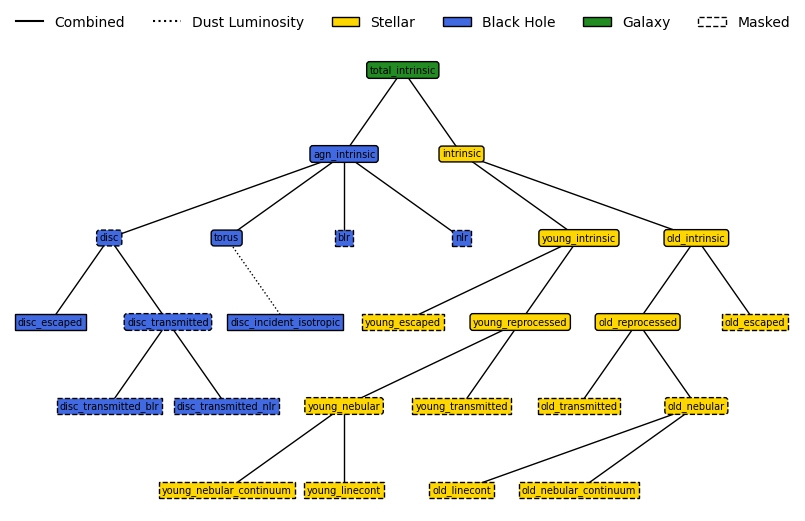 Combined Dust Luminosity Stellar Black Hole Galaxy Masked
total_intrinsic
agn_intrinsic intrinsic
disc torus blr nlr young_intrinsic old_intrinsic
disc_escaped disc_transmitted disc_incident_isotropic young_escaped young_reprocessed old_reprocessed old_escaped
disc_transmitted_blr disc_transmitted_nlr young_nebular young_transmitted old_transmitted old_nebular
young_nebular_continuum young_linecont old_linecont old_nebular_continuum